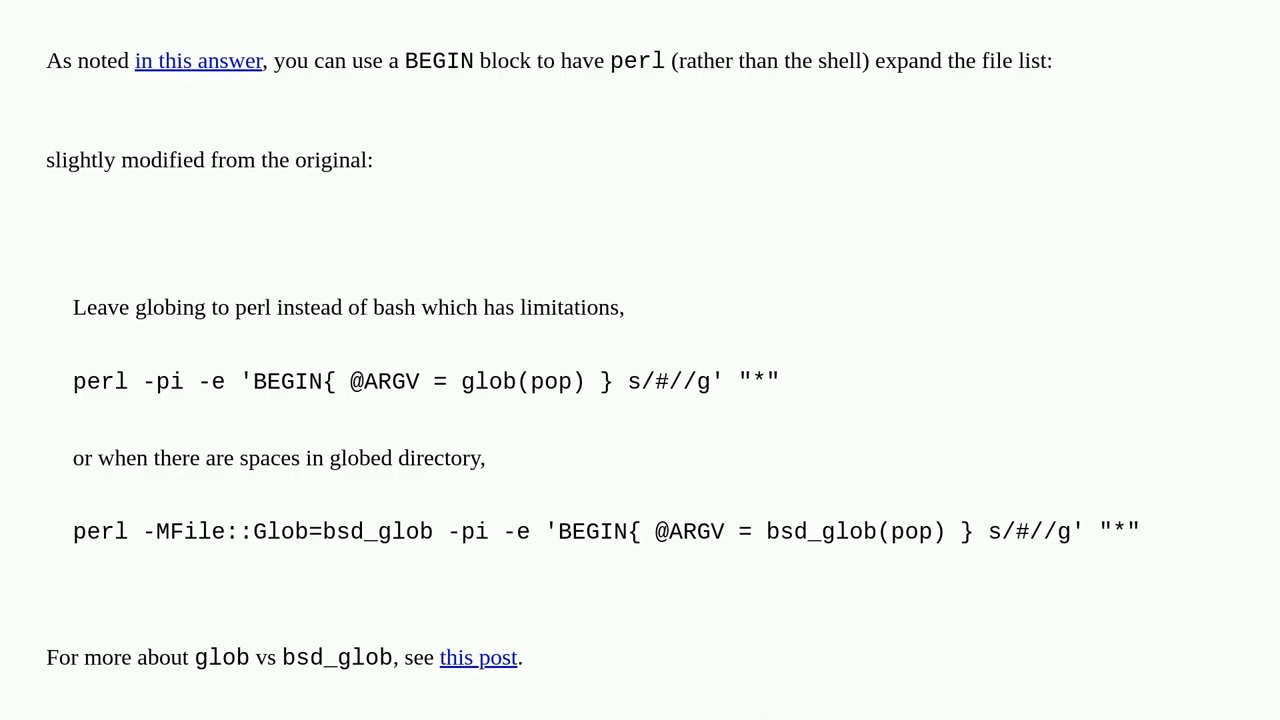 As noted in this answer, you can use a BEGIN block to have perl (rather than the shell) expand the file list:
slightly modified from the original:
Leave globing to perl instead of bash which has limitations,
perl -pi -e 'BEGIN{ @ARGV = glob(pop) } s/#//g' "*"
or when there are spaces in globed directory,
perl -MFile::Glob=bsd_glob -pi -e 'BEGIN{ @ARGV = bsd_glob(pop) } s/#//g' "*"
For more about glob vs bsd_glob, see this post.